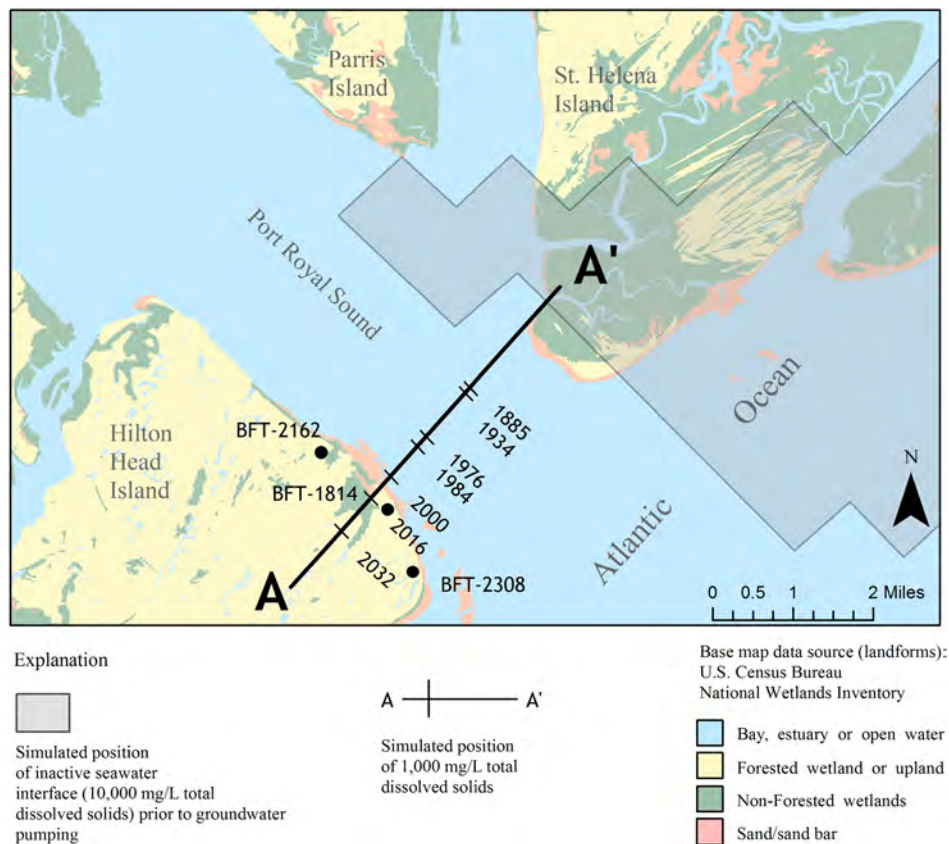 Parris
Island
St. Helena
Island
Port Royal Sound
A'
Ocean
Hilton
Head
Island
BFT-2162
BFT-1814
BFT-2308
1885
1934
1976
1984
2000
2016
2032
A
Atlantic
N
0 0.5 1 2 Miles
Explanation
Simulated position
of inactive seawater
interface (10,000 mg/L total
dissolved solids) prior to groundwater
pumping
A A'
Simulated position
of 1,000 mg/L total
dissolved solids
Base map data source (landforms):
U.S. Census Bureau
National Wetlands Inventory
Bay, estuary or open water
Forested wetland or upland
Non-Forested wetlands
Sand/sand bar